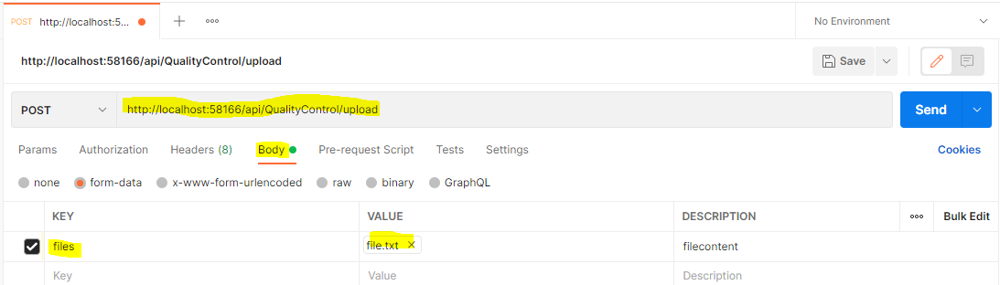 POST http://localhost:5... No Environment
http://localhost:58166/api/QualityControl/upload Save
POST http://localhost:58166/api/QualityControl/upload Send
Params Authorization Headers (8) Body Pre-request Script Tests Settings Cookies
none form-data x-www-form-urlencoded raw binary GraphQL
KEY VALUE DESCRIPTION ooo Bulk Edit
files file.txt × filecontent
Key Value Description